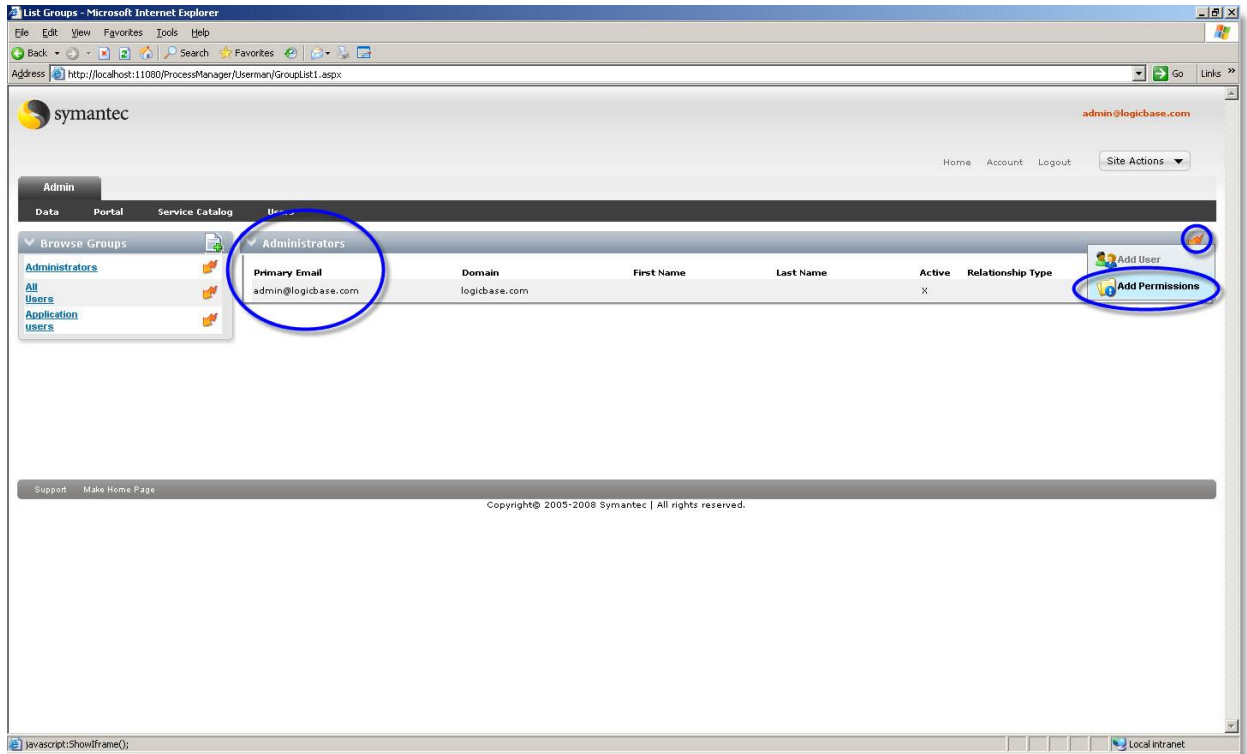 List Groups - Microsoft Internet Explorer
File Edit View Favorites Tools Help
Back Search Favorites
Address http://localhost:11080/ProcessManager/Userman/GroupList1.aspx Go Links »
symantec
admin@logicbase.com
Home Account Logout Site Actions
Admin
Data Portal Service Catalog
Browse Groups
Administrators
All
Users
Application
users
Administrators
Primary Email Domain First Name Last Name Active Relationship Type
admin@logicbase.com logicbase.com X
Add User
Add Permissions
Support Make Home Page
Copyright© 2005-2008 Symantec | All rights reserved.
javascript:ShowIframe(); Local intranet